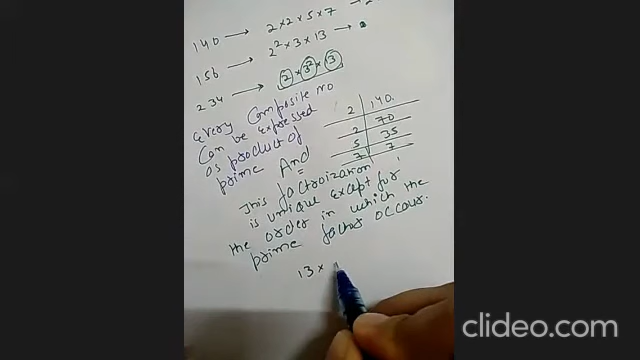 140 → 2×2×5×7 →
156 → 2²×3×13 →
234 → 2×3²×13
Every Composite no
Can be expressed
as product of
prime And
2 | 140.
2 | 70
5 | 35
7 | 7
This factroization
is unique except for
the order in which the
prime factor occour.
13×
clideo.com